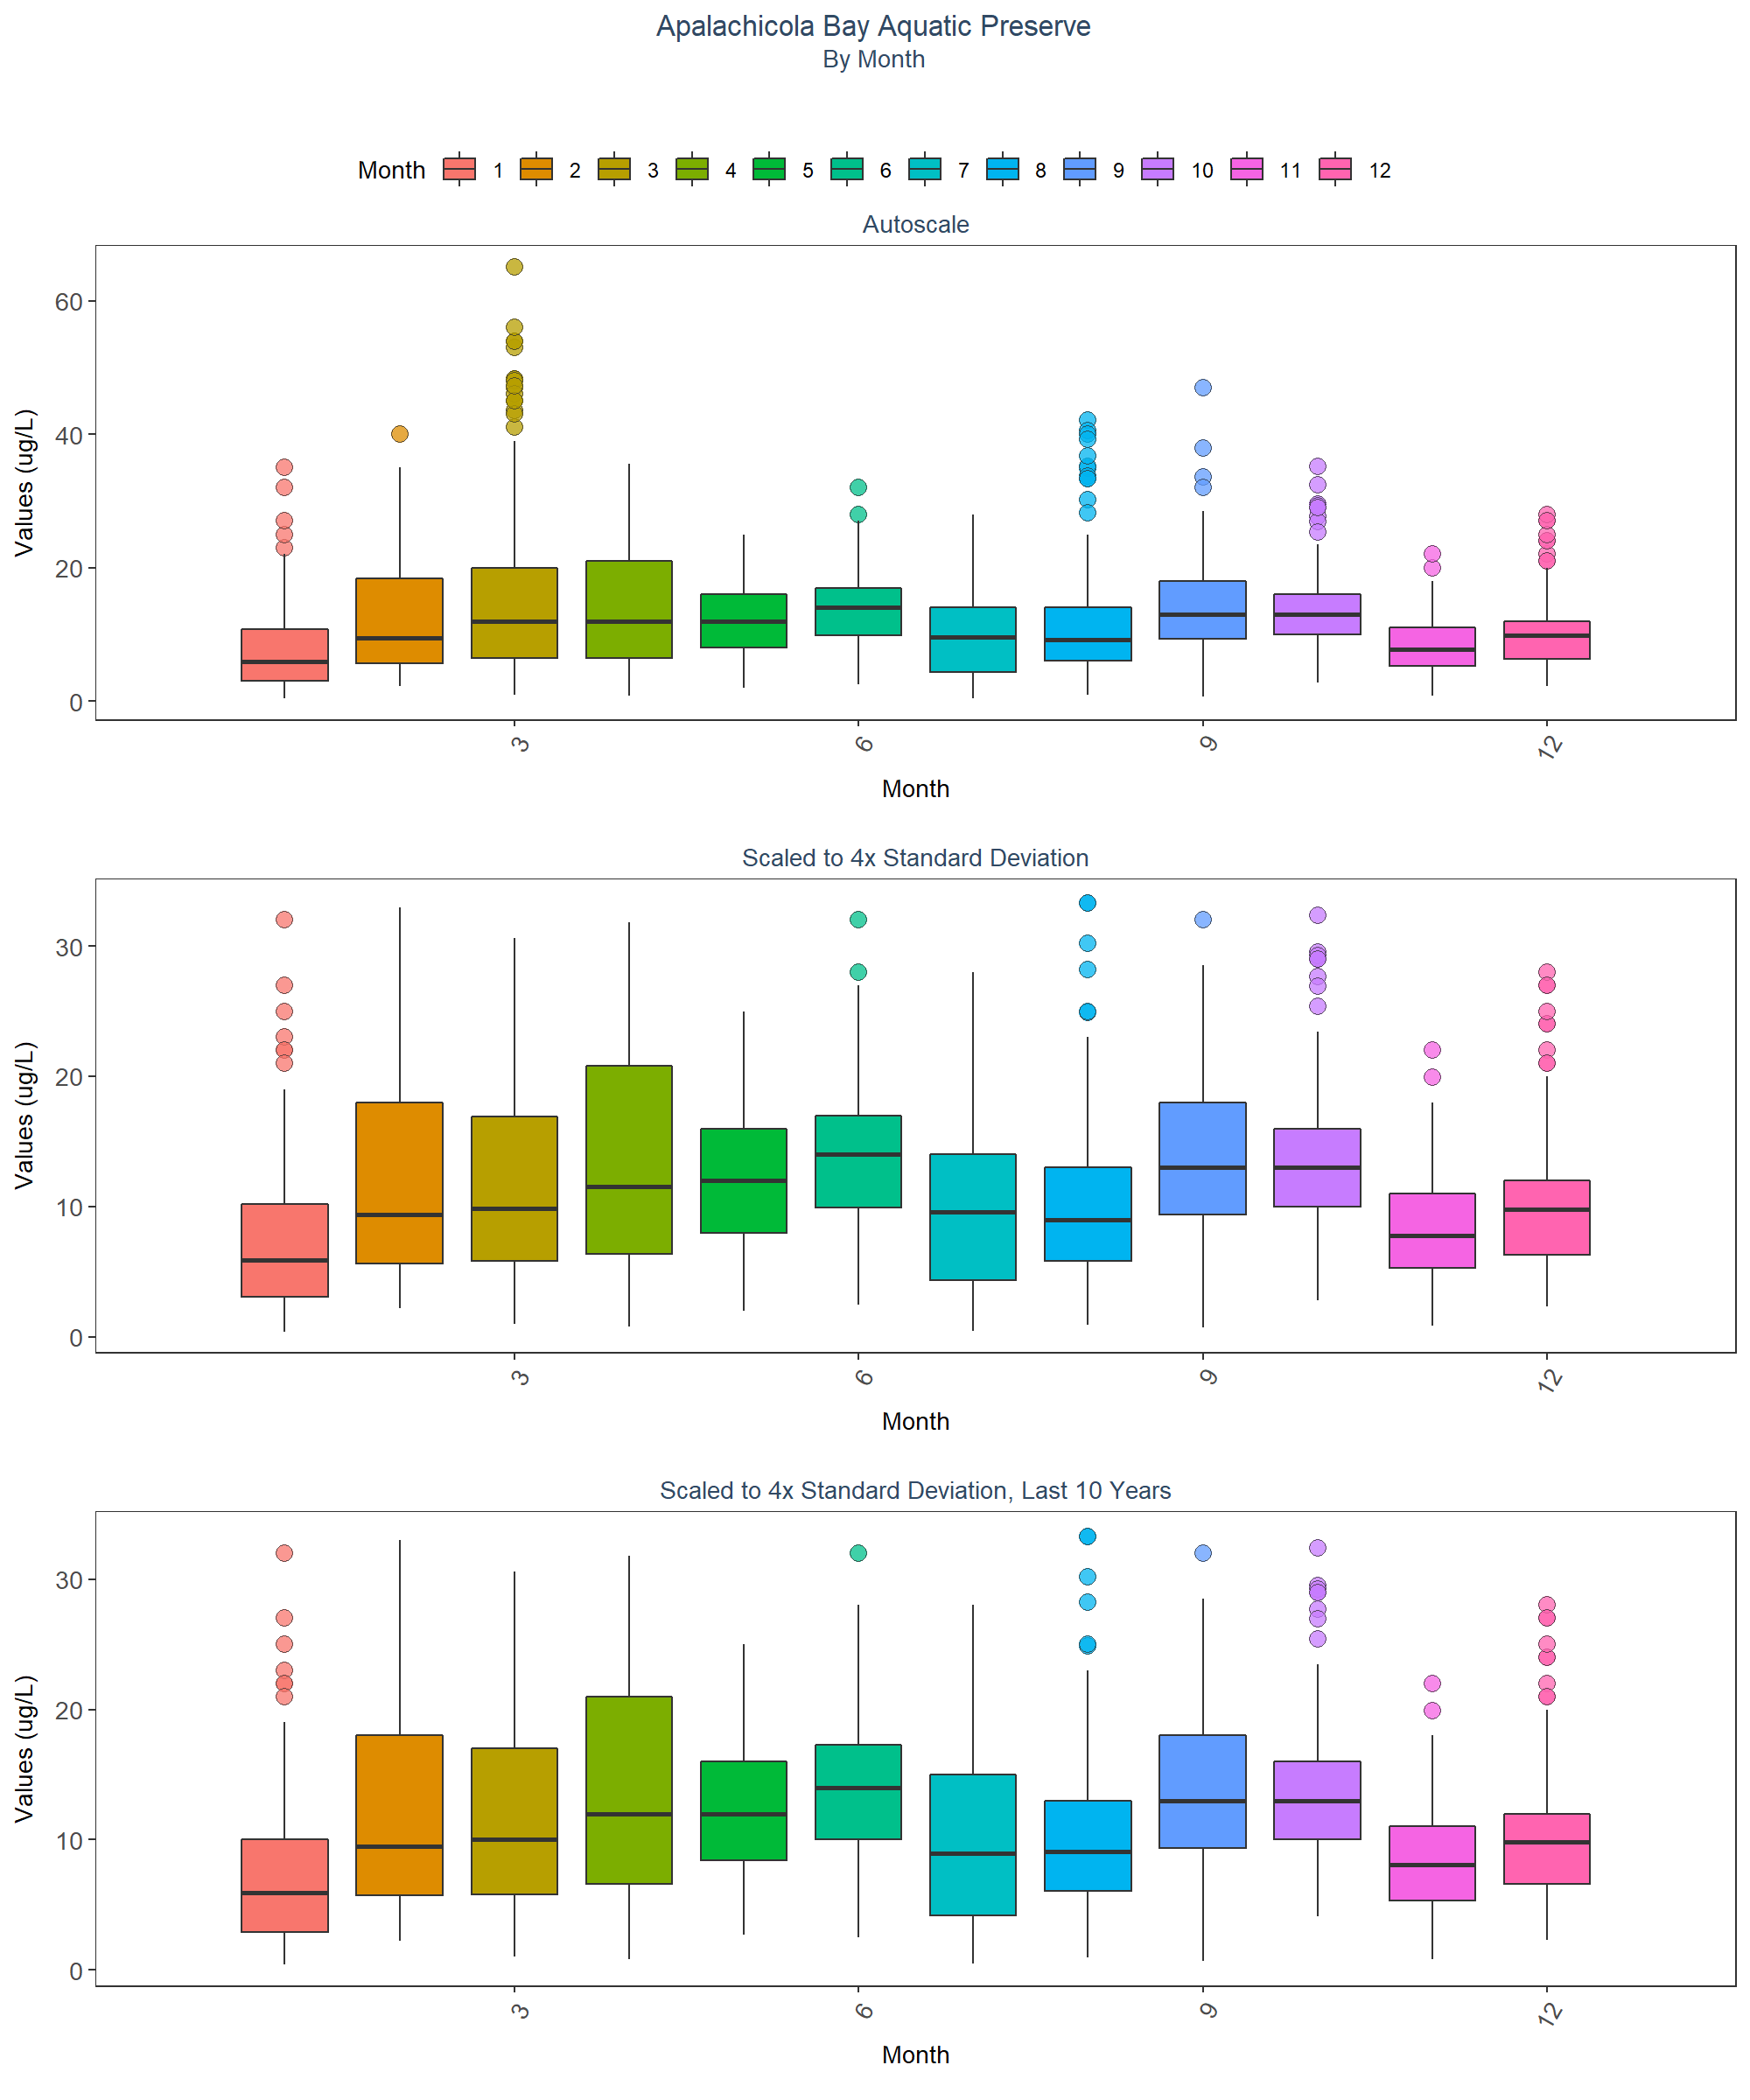 Apalachicola Bay Aquatic Preserve
By Month
Month 1 2 3 4 5 6 7 8 9 10 11 12
Autoscale
Values (ug/L)
60
40
20
0
3 6 9 12
Month
Scaled to 4x Standard Deviation
Values (ug/L)
30
20
10
0
3 6 9 12
Month
Scaled to 4x Standard Deviation, Last 10 Years
Values (ug/L)
30
20
10
0
3 6 9 12
Month